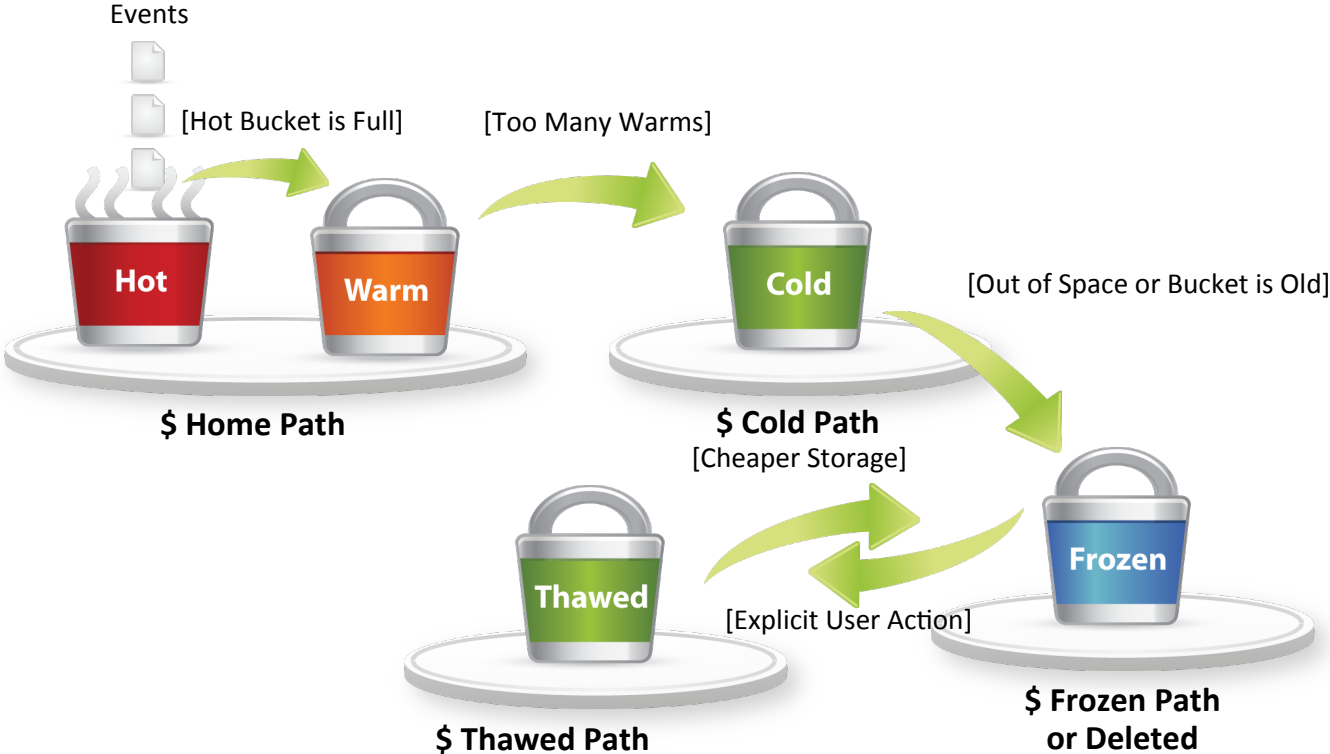 Events
[Hot Bucket is Full]
[Too Many Warms]
Hot
Warm
Cold
[Out of Space or Bucket is Old]
$ Home Path
$ Cold Path
[Cheaper Storage]
Thawed
Frozen
[Explicit User Action]
$ Thawed Path
$ Frozen Path
or Deleted